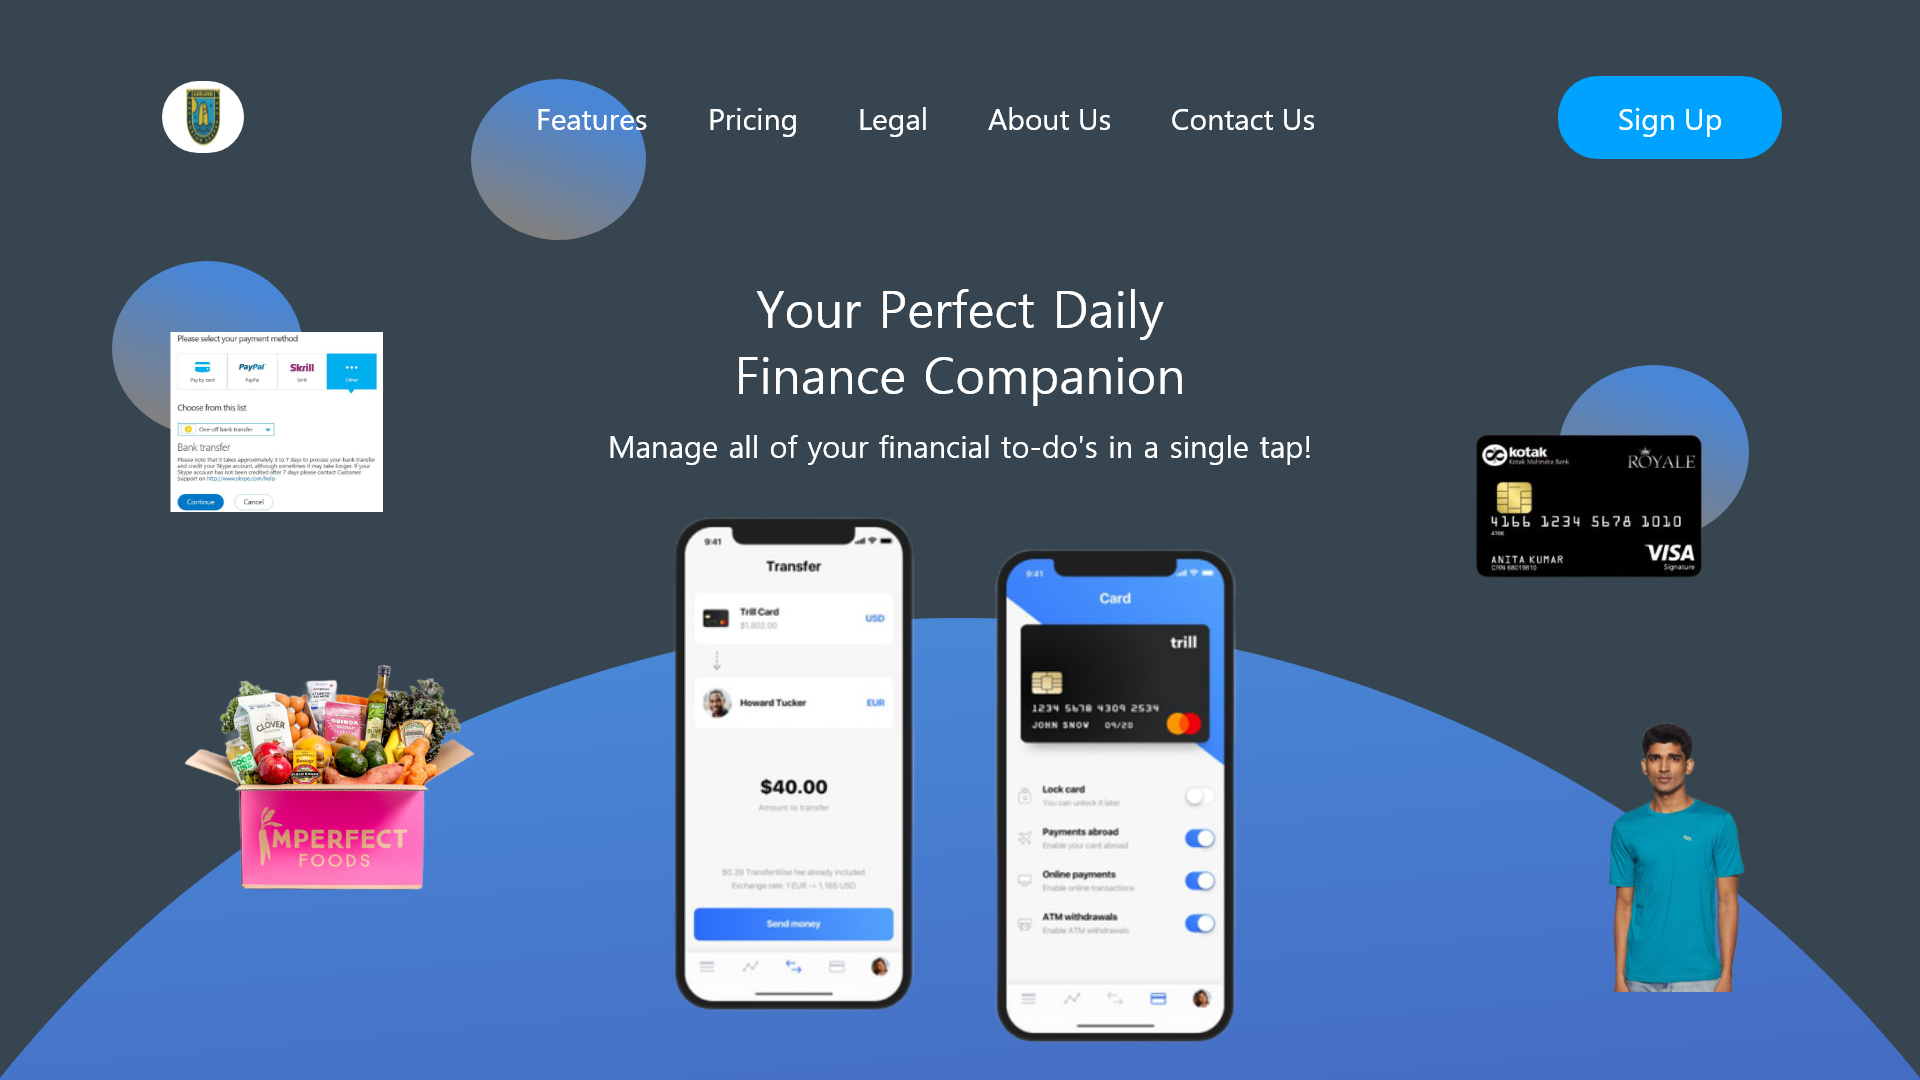 Features
Pricing
Legal
About Us
Contact Us
Sign Up
Your Perfect Daily
Finance Companion
Manage all of your financial to-do's in a single tap!
Please select your payment method
PayPal
Skrill
Pay by card
PayPal
Skrill
Other
Choose from this list
One-off bank transfer
Bank transfer
Please note that it takes approximately 3 to 7 days to process your bank transfer
and credit your Skype account, although sometimes it may take longer. If your
Skype account has not been credited after 7 days please contact Customer
Support on http://www.skype.com/help
Continue
Cancel
kotak
Kotak Mahindra Bank
ROYALE
4166 1234 5678 1010
4166
ANITA KUMAR
CRN 68019810
VISA
Signature
9:41
Transfer
Trill Card
$1,802.00
USD
Howard Tucker
EUR
$40.00
Amount to transfer
$0.39 TransferWise fee already included
Exchange rate: 1 EUR -> 1,165 USD
Send money
9:41
Card
trill
1234 5678 4309 2534
JOHN SNOW 09/20
Lock card
You can unlock it later
Payments abroad
Enable your card abroad
Online payments
Enable online transactions
ATM withdrawals
Enable ATM withdrawals
CLOVER
QUINOA
OLIVE OIL
IMPERFECT
FOODS